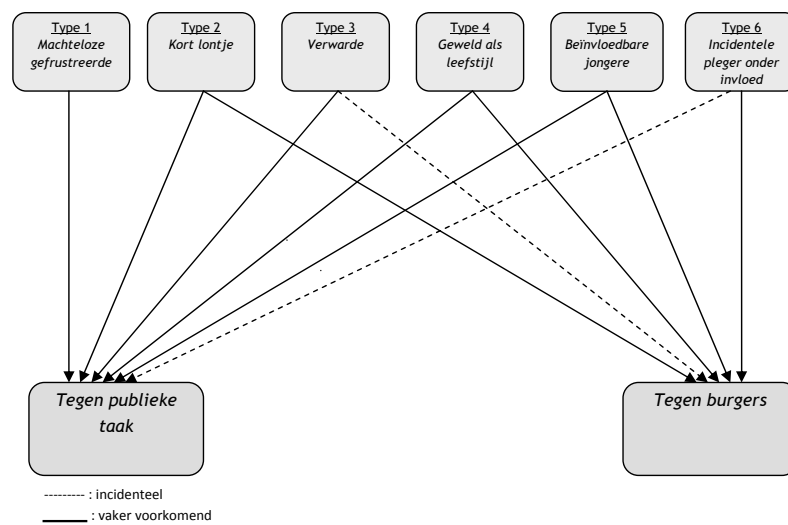 Type 1
Machteloze
gefrustreerde
Type 2
Kort lontje
Type 3
Verwarde
Type 4
Geweld als
leefstijl
Type 5
Beïnvloedbare
jongere
Type 6
Incidentele
pleger onder
invloed
Tegen publieke
taak
Tegen burgers
--------- : incidenteel
: vaker voorkomend